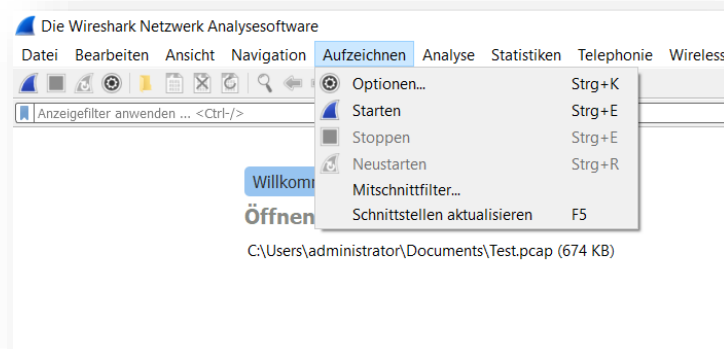 Die Wireshark Netzwerk Analysesoftware
Datei Bearbeiten Ansicht Navigation Aufzeichnen Analyse Statistiken Telephonie Wireless
Anzeigefilter anwenden ... <Ctrl-/>
Optionen... Strg+K
Starten Strg+E
Stoppen Strg+E
Neustarten Strg+R
Mitschnittfilter...
Schnittstellen aktualisieren F5
Willkom
Öffnen
C:\Users\administrator\Documents\Test.pcap (674 KB)